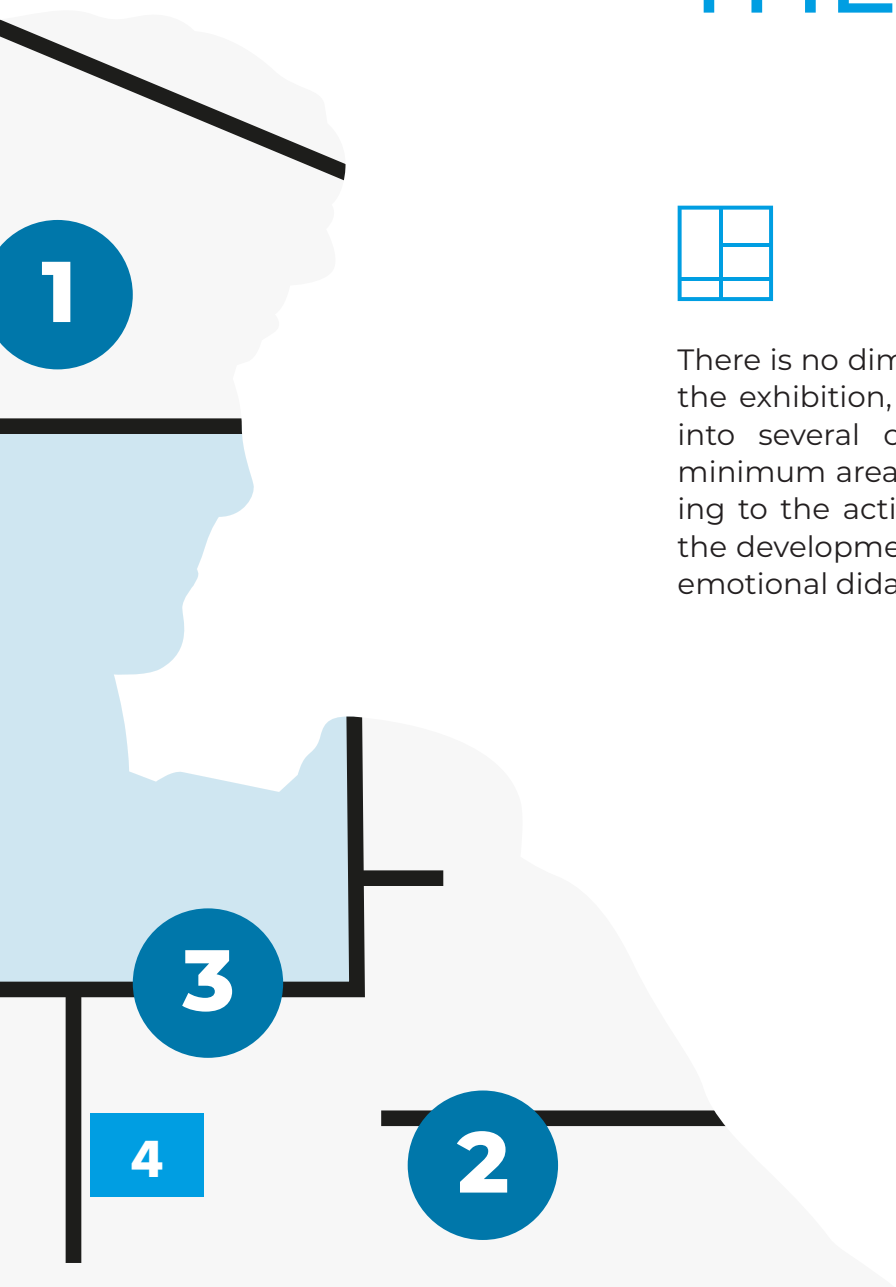 THE
1
There is no dim
the exhibition,
into several
minimum area
ing to the acti
the developme
emotional dida
3
4
2